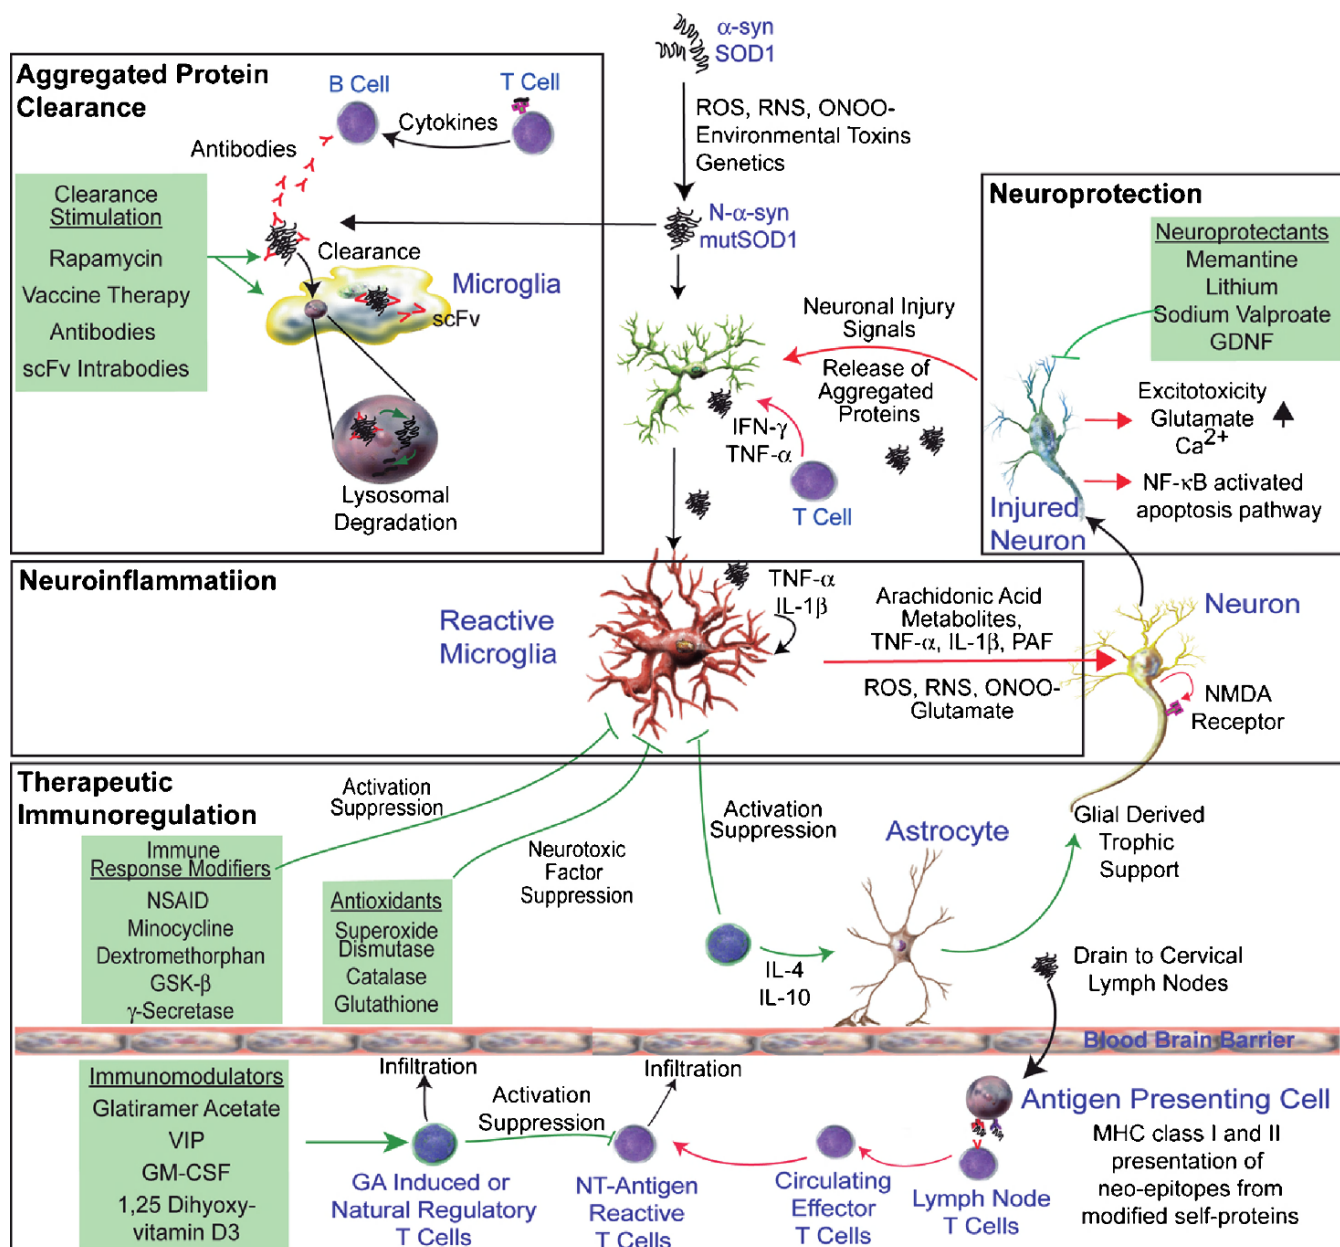 α-syn
SOD1
ROS, RNS, ONOO-
Environmental Toxins
Genetics
N-α-syn
mutSOD1
Aggregated Protein
Clearance
B Cell
T Cell
Cytokines
Antibodies
Clearance
Stimulation
Rapamycin
Vaccine Therapy
Antibodies
scFv Intrabodies
Clearance
Microglia
scFv
Lysosomal
Degradation
Neuronal Injury
Signals
Release of
Aggregated
Proteins
IFN-γ
TNF-α
T Cell
Neuroprotection
Neuroprotectants
Memantine
Lithium
Sodium Valproate
GDNF
Excitotoxicity
Glutamate
Ca2+
NF-κB activated
apoptosis pathway
Injured
Neuron
Neuroinflammatiion
Reactive
Microglia
TNF-α
IL-1β
Arachidonic Acid
Metabolites,
TNF-α, IL-1β, PAF
ROS, RNS, ONOO-
Glutamate
Neuron
NMDA
Receptor
Therapeutic
Immunoregulation
Activation
Suppression
Immune
Response Modifiers
NSAID
Minocycline
Dextromethorphan
GSK-β
γ-Secretase
Neurotoxic
Factor
Suppression
Antioxidants
Superoxide
Dismutase
Catalase
Glutathione
Activation
Suppression
Astrocyte
IL-4
IL-10
Glial Derived
Trophic
Support
Drain to Cervical
Lymph Nodes
Blood Brain Barrier
Immunomodulators
Glatiramer Acetate
VIP
GM-CSF
1,25 Dihyoxy-
vitamin D3
Infiltration
Activation
Suppression
Infiltration
GA Induced or
Natural Regulatory
T Cells
NT-Antigen
Reactive
T Cells
Circulating
Effector
T Cells
Lymph Node
T Cells
Antigen Presenting Cell
MHC class I and II
presentation of
neo-epitopes from
modified self-proteins